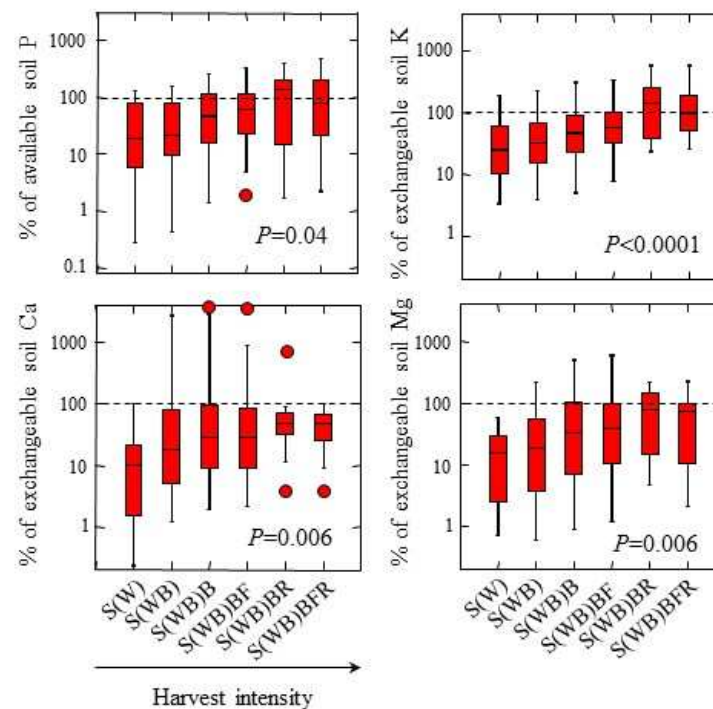 % of available soil P
1000
100
10
1
0.1
P=0.04
% of exchangeable soil K
1000
100
10
1
P<0.0001
% of exchangeable soil Ca
1000
100
10
1
P=0.006
% of exchangeable soil Mg
1000
100
10
1
P=0.006
S(W)
S(WB)
S(WB)B
S(WB)BF
S(WB)BR
S(WB)BFR
S(W)
S(WB)
S(WB)B
S(WB)BF
S(WB)BR
S(WB)BFR
Harvest intensity